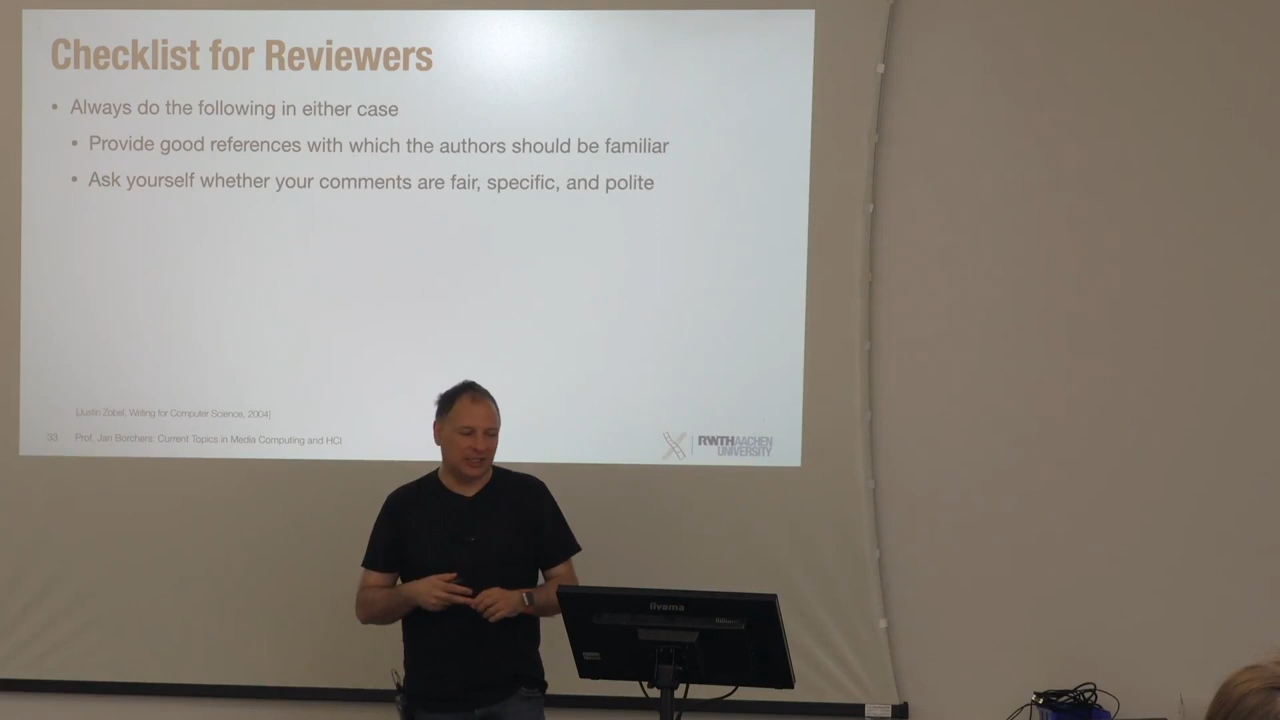 Checklist for Reviewers
• Always do the following in either case
• Provide good references with which the authors should be familiar
• Ask yourself whether your comments are fair, specific, and polite
[Justin Zobel, Writing for Computer Science, 2004]
33 Prof. Jan Borchers: Current Topics in Media Computing and HCI
RWTHAACHEN
UNIVERSITY
iiyama